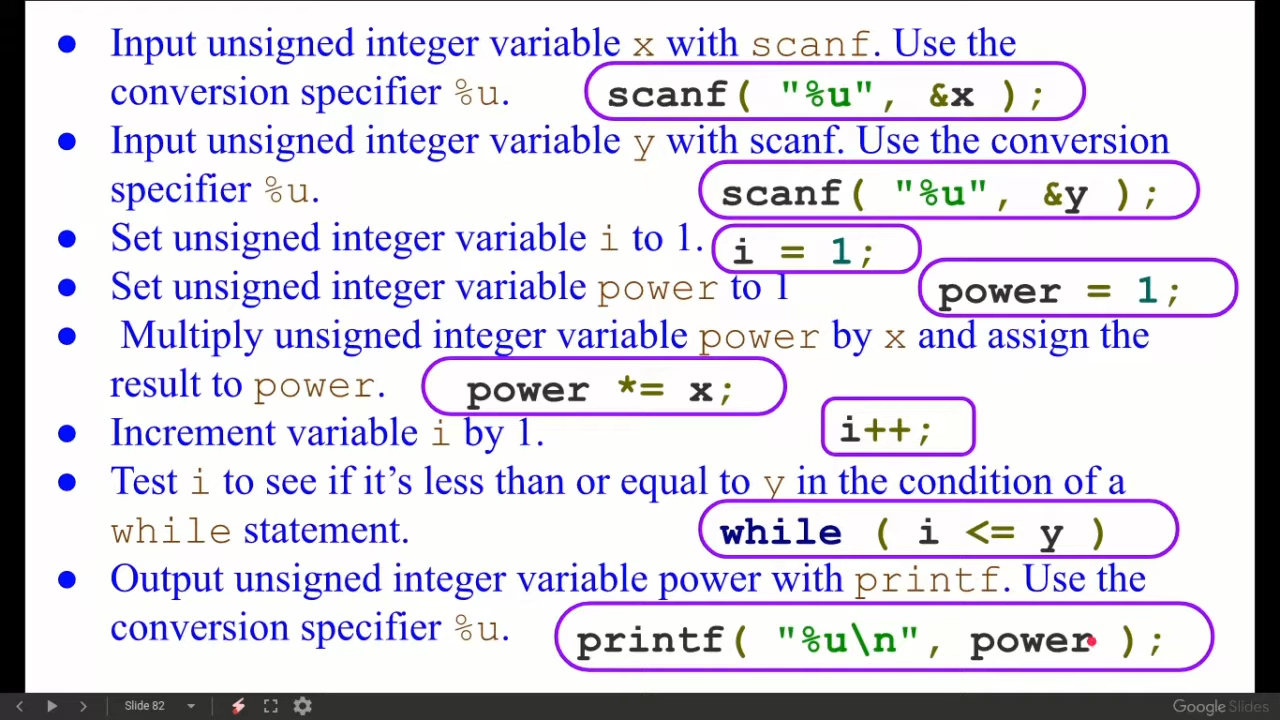 ● Input unsigned integer variable x with scanf. Use the
conversion specifier %u. scanf( "%u", &x );
● Input unsigned integer variable y with scanf. Use the conversion
specifier %u. scanf( "%u", &y );
● Set unsigned integer variable i to 1. i = 1;
● Set unsigned integer variable power to 1 power = 1;
● Multiply unsigned integer variable power by x and assign the
result to power. power *= x;
● Increment variable i by 1. i++;
● Test i to see if it’s less than or equal to y in the condition of a
while statement. while ( i <= y )
● Output unsigned integer variable power with printf. Use the
conversion specifier %u. printf( "%u\n", power );
Slide 82 Google Slides